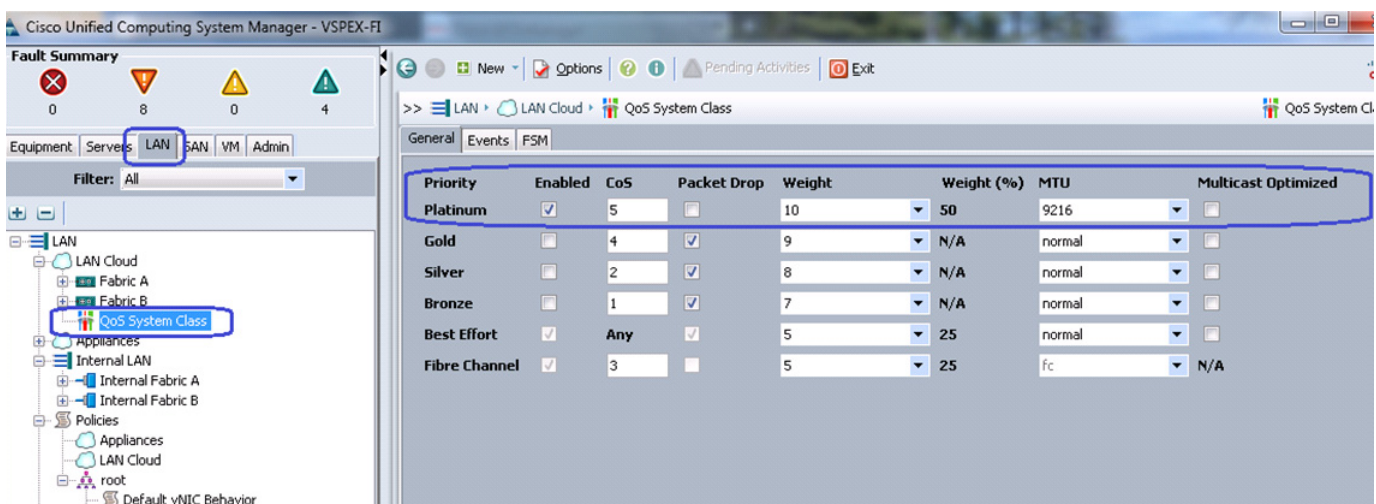 Cisco Unified Computing System Manager - VSPEX-FI
Fault Summary
0 8 0 4
Equipment Servers LAN SAN VM Admin
Filter: All
LAN
LAN Cloud
Fabric A
Fabric B
QoS System Class
Appliances
Internal LAN
Internal Fabric A
Internal Fabric B
Policies
Appliances
LAN Cloud
root
Default vNIC Behavior
New Options Pending Activities Exit
>> LAN LAN Cloud QoS System Class QoS System
General Events FSM
Priority Enabled CoS Packet Drop Weight Weight (%) MTU Multicast Optimized
Platinum 5 10 50 9216
Gold 4 9 N/A normal
Silver 2 8 N/A normal
Bronze 1 7 N/A normal
Best Effort Any 5 25 normal
Fibre Channel 3 5 25 fc N/A